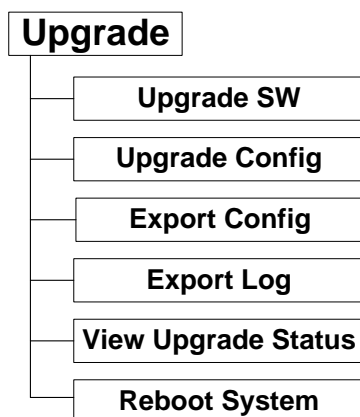 Upgrade
Upgrade SW
Upgrade Config
Export Config
Export Log
View Upgrade Status
Reboot System